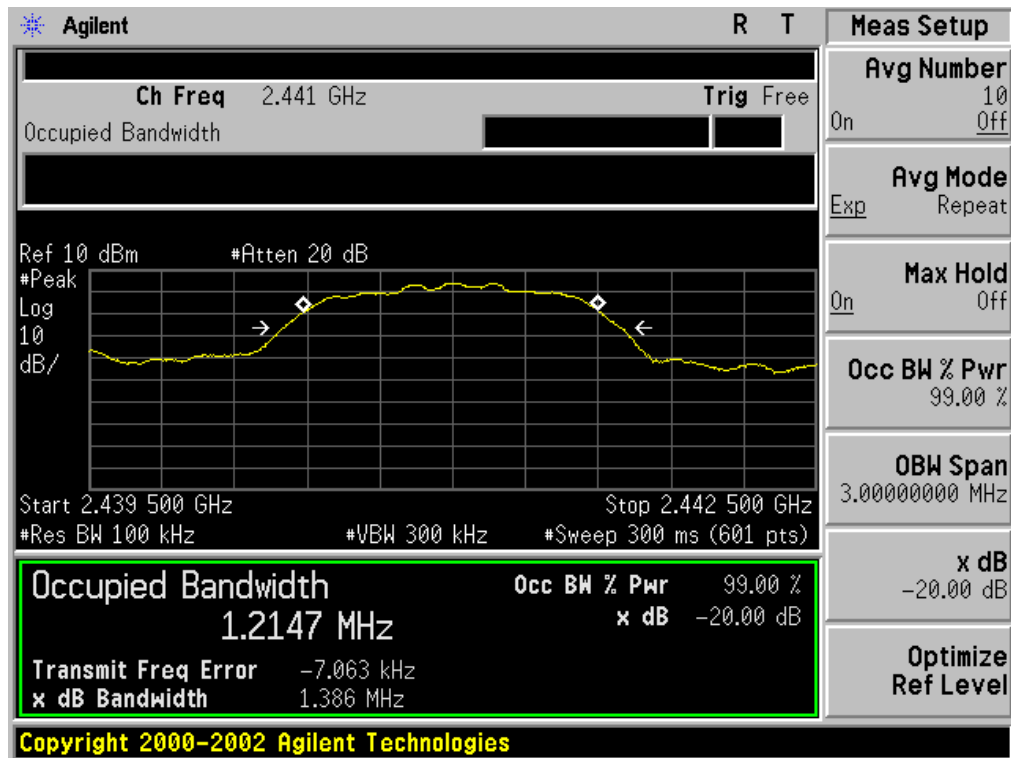 Agilent R T
Ch Freq 2.441 GHz Trig Free
Occupied Bandwidth
Ref 10 dBm #Atten 20 dB
#Peak
Log
10
dB/
Start 2.439 500 GHz Stop 2.442 500 GHz
#Res BW 100 kHz #VBW 300 kHz #Sweep 300 ms (601 pts)
Occupied Bandwidth
1.2147 MHz
Occ BW % Pwr 99.00 %
x dB -20.00 dB
Transmit Freq Error -7.063 kHz
x dB Bandwidth 1.386 MHz
Copyright 2000-2002 Agilent Technologies
Meas Setup
Avg Number
10
On Off
Avg Mode
Exp Repeat
Max Hold
On Off
Occ BW % Pwr
99.00 %
OBW Span
3.00000000 MHz
x dB
-20.00 dB
Optimize
Ref Level